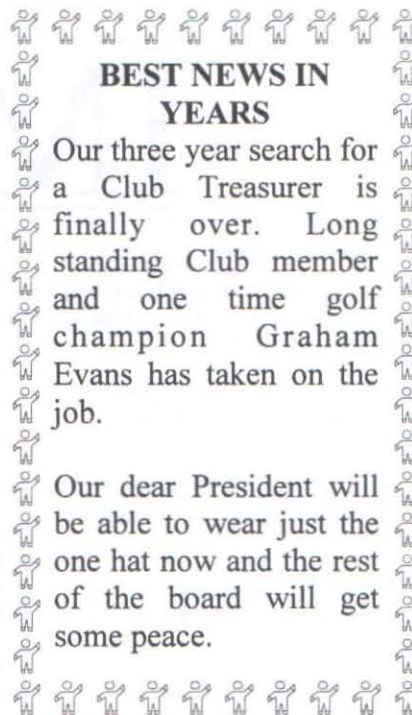 BEST NEWS IN
YEARS
Our three year search for
a Club Treasurer is
finally over. Long
standing Club member
and one time golf
champion Graham
Evans has taken on the
job.
Our dear President will
be able to wear just the
one hat now and the rest
of the board will get
some peace.